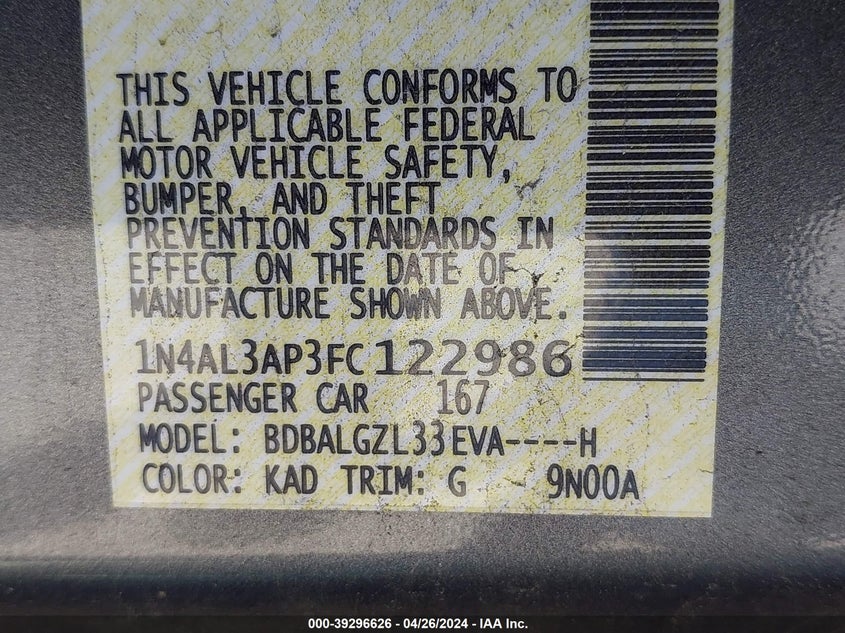 THIS VEHICLE CONFORMS TO
ALL APPLICABLE FEDERAL
MOTOR VEHICLE SAFETY,
BUMPER, AND THEFT
PREVENTION STANDARDS IN
EFFECT ON THE DATE OF
MANUFACTURE SHOWN ABOVE.
1N4AL3AP3FC122986
PASSENGER CAR 167
MODEL: BDBALGZL33EVA----H
COLOR: KAD TRIM: G 9N00A
000-39296626 - 04/26/2024 - IAA Inc.